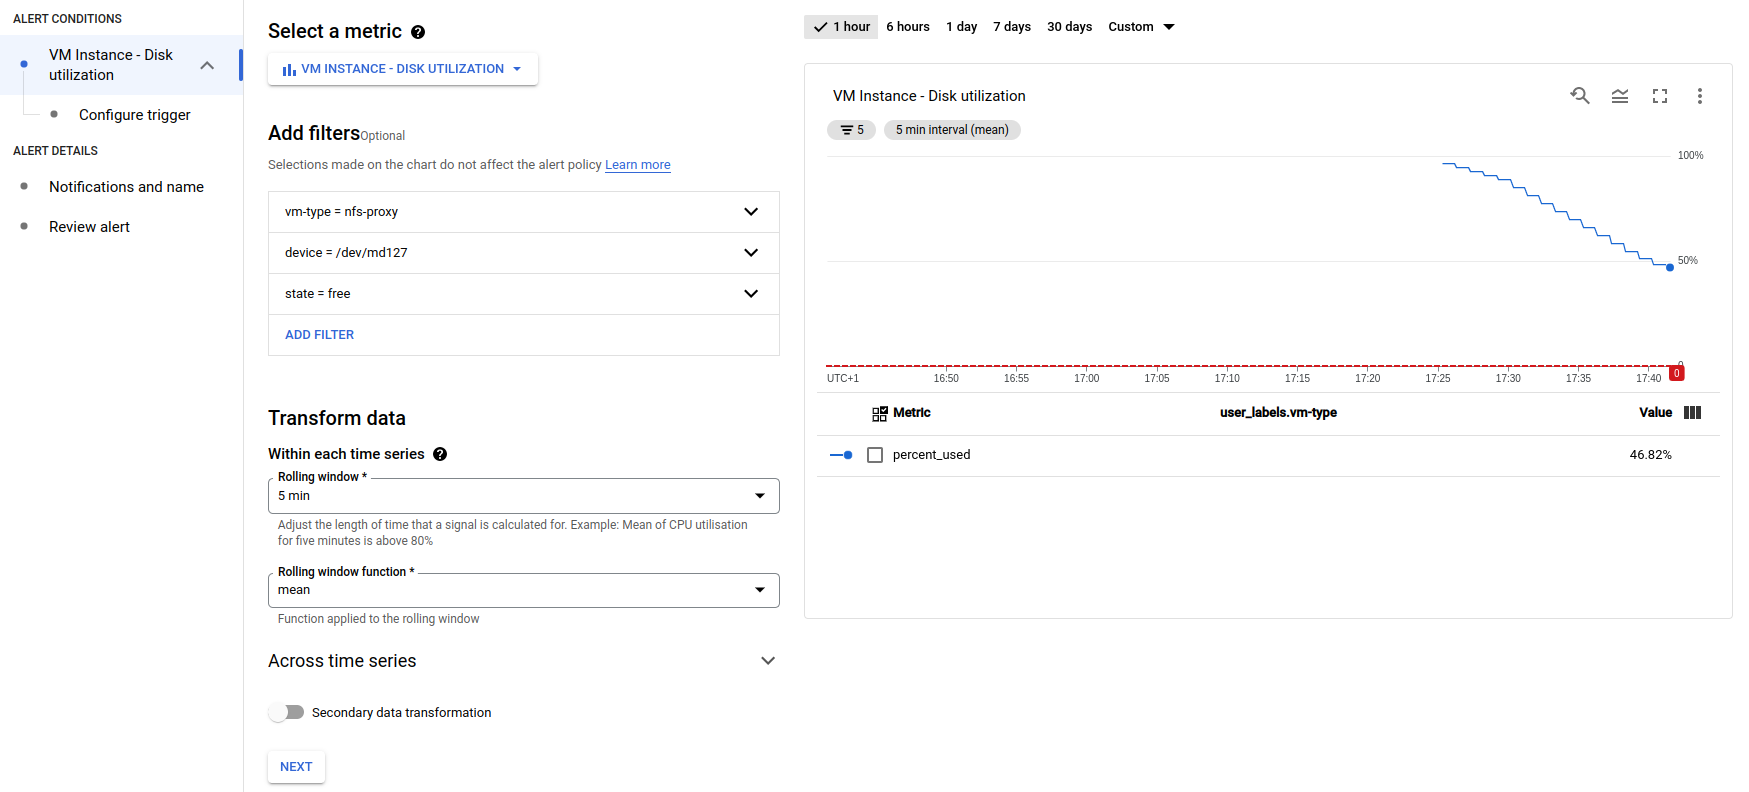 ALERT CONDITIONS
VM Instance - Disk
utilization
Configure trigger
ALERT DETAILS
Notifications and name
Review alert
Select a metric
VM INSTANCE - DISK UTILIZATION
Add filters Optional
Selections made on the chart do not affect the alert policy Learn more
vm-type = nfs-proxy
device = /dev/md127
state = free
ADD FILTER
Transform data
Within each time series
Rolling window *
5 min
Adjust the length of time that a signal is calculated for. Example: Mean of CPU utilisation
for five minutes is above 80%
Rolling window function *
mean
Function applied to the rolling window
Across time series
Secondary data transformation
NEXT
1 hour 6 hours 1 day 7 days 30 days Custom
VM Instance - Disk utilization
5 5 min interval (mean)
100%
50%
0
UTC+1 16:50 16:55 17:00 17:05 17:10 17:15 17:20 17:25 17:30 17:35 17:40 0
Metric user_labels.vm-type Value
percent_used 46.82%